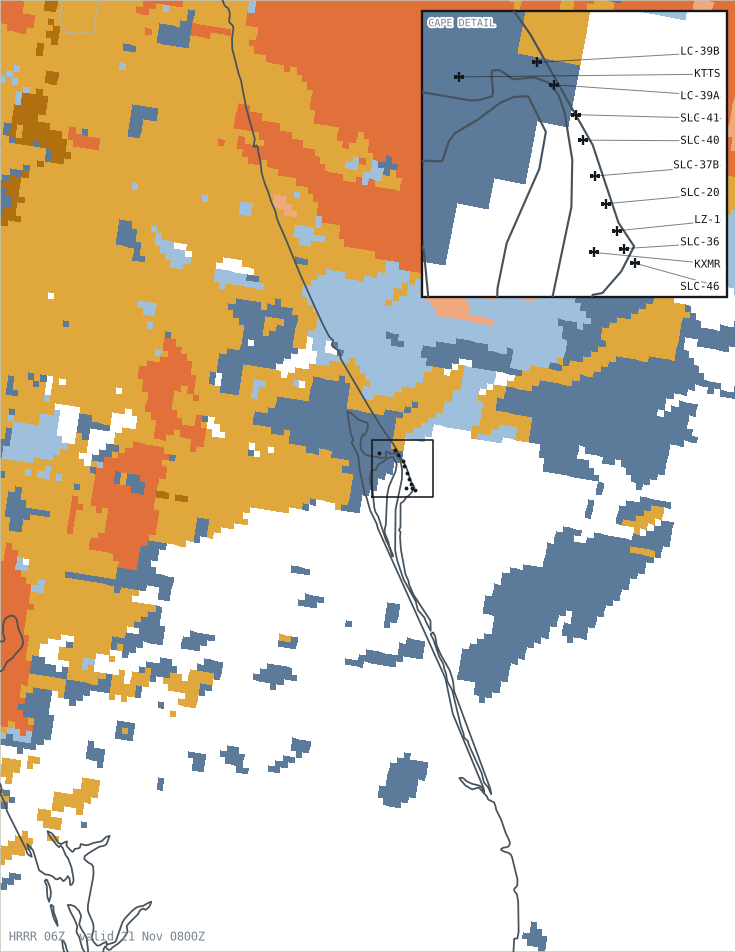 CAPE DETAIL
LC-39B
KTTS
LC-39A
SLC-41
SLC-40
SLC-37B
SLC-20
LZ-1
SLC-36
KXMR
SLC-46
HRRR 06Z valid 21 Nov 0800Z